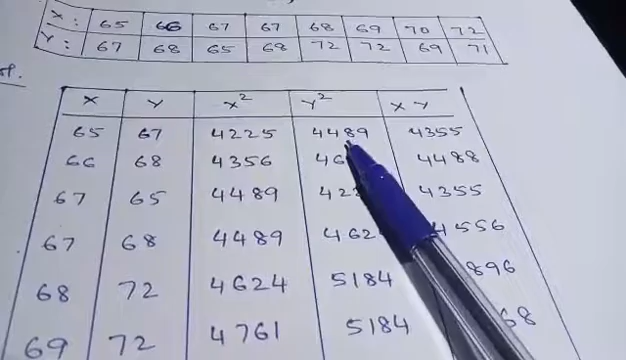 X: 65 66 67 67 68 69 70 72
Y: 67 68 65 68 72 72 69 71
X Y X² Y² XY
65 67 4225 4489 4355
66 68 4356 4488
67 65 4489 4355
67 68 4489 4556
68 72 4624 5184
69 72 4761 5184